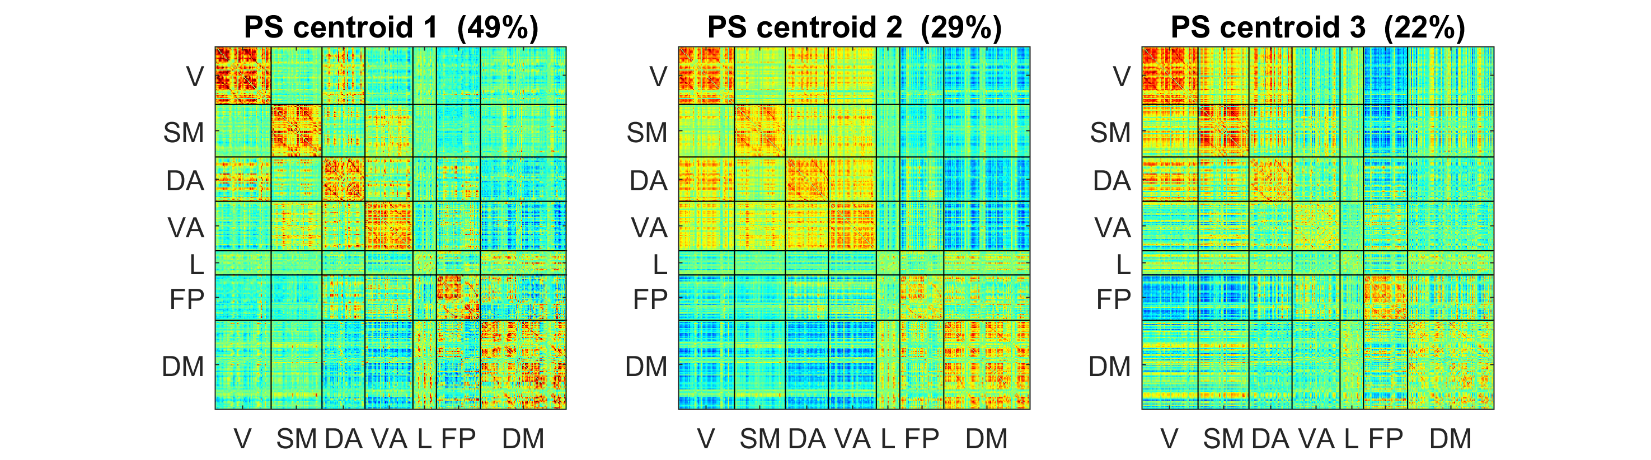 PS centroid 1 (49%)
V
SM
DA
VA
L
FP
DM
V SM DA VA L FP DM
PS centroid 2 (29%)
V
SM
DA
VA
L
FP
DM
V SM DA VA L FP DM
PS centroid 3 (22%)
V
SM
DA
VA
L
FP
DM
V SM DA VA L FP DM